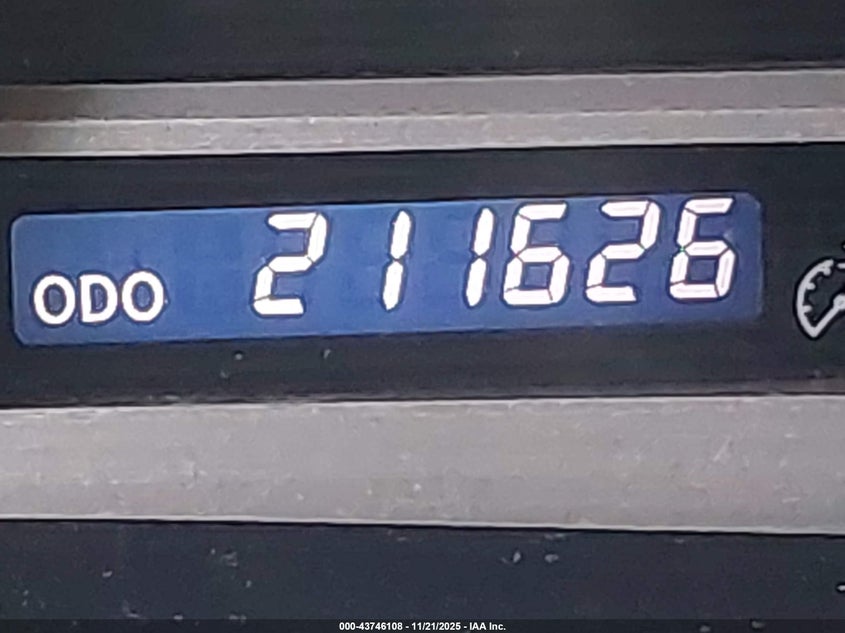 ODO 211626
000-43746108 - 11/21/2025 - IAA Inc.